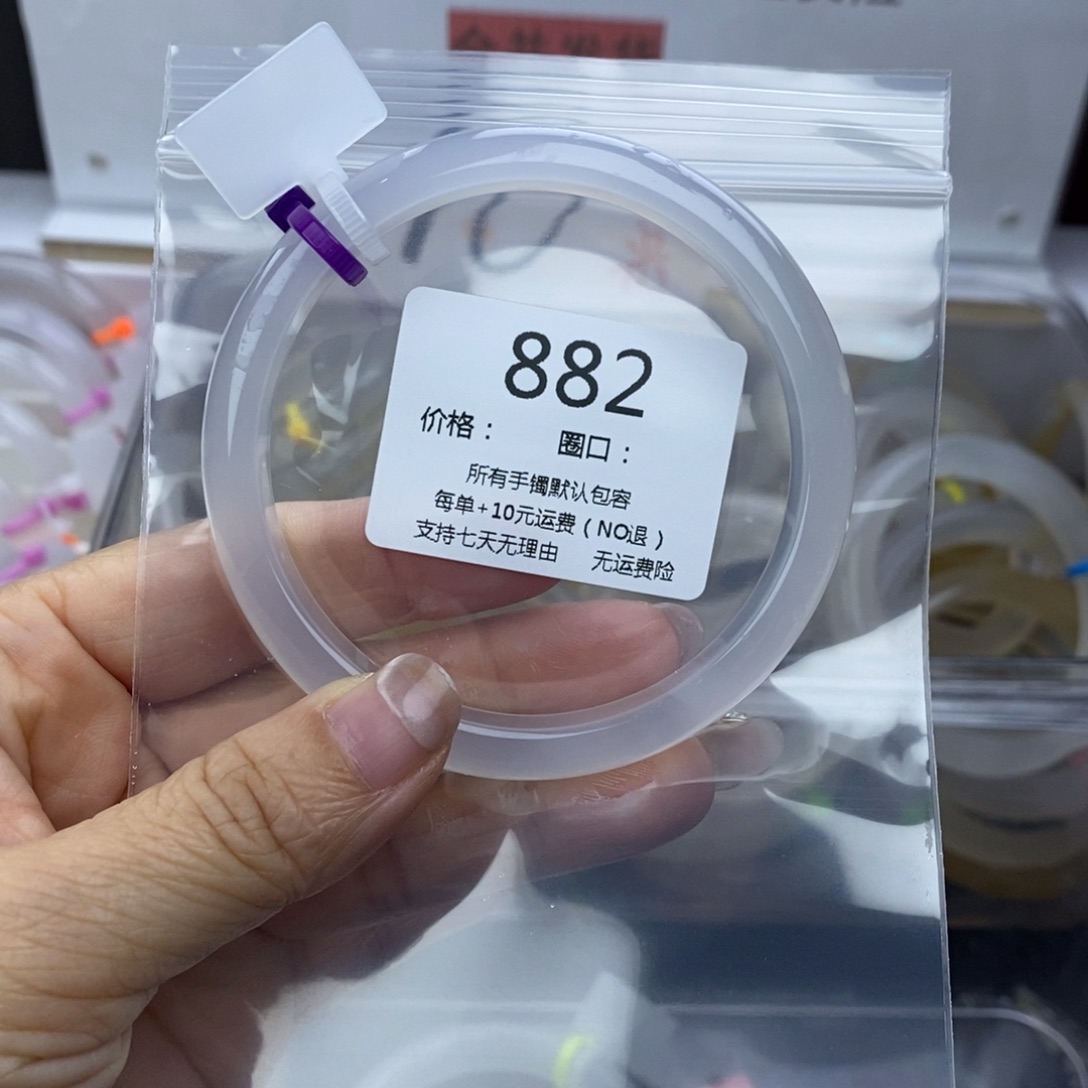 882
价格： 圈口：
所有手镯默认包容
每单+10元运费（NO退）
支持七天无理由 无运费险